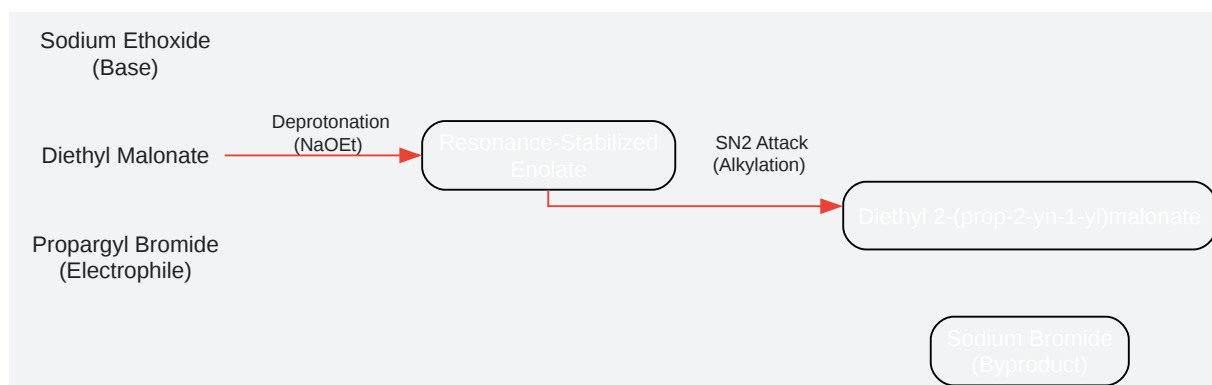 Sodium Ethoxide
(Base)
Deprotonation
(NaOEt)
Diethyl Malonate
Resonance-Stabilized
Enolate
SN2 Attack
(Alkylation)
Diethyl 2-(prop-2-yn-1-yl)malonate
Propargyl Bromide
(Electrophile)
Sodium Bromide
(Byproduct)